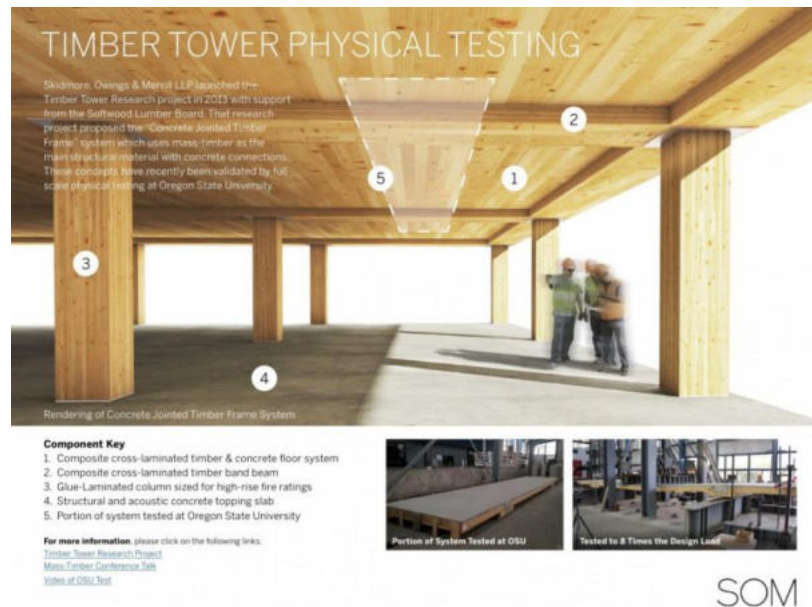 TIMBER TOWER PHYSICAL TESTING
Skidmore, Owings & Merrill LLP launched the
Timber Tower Research project in 2013 with support
from the Softwood Lumber Board. That research
project proposed the "Concrete Jointed Timber
Frame" system which uses mass-timber as the
main structural material with concrete connections.
These concepts have recently been validated by full-
scale physical testing at Oregon State University.
2
5
1
3
4
Rendering of Concrete Jointed Timber Frame System
Component Key
1. Composite cross-laminated timber & concrete floor system
2. Composite cross-laminated timber band beam
3. Glue-Laminated column sized for high-rise fire ratings
4. Structural and acoustic concrete topping slab
5. Portion of system tested at Oregon State University
For more information, please click on the following links.
Timber Tower Research Project
Mass-Timber Conference Talk
Video of OSU Test
Portion of System Tested at OSU
Tested to 8 Times the Design Load
SOM